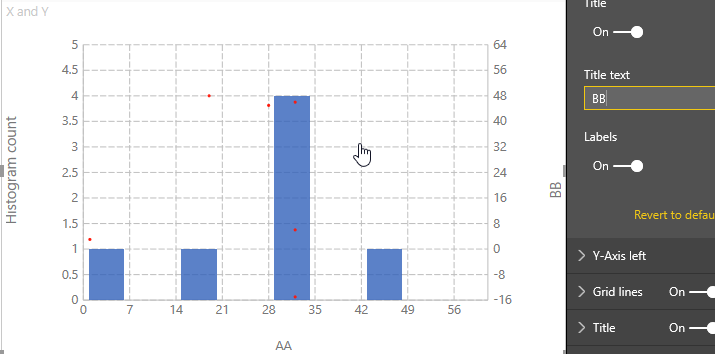 X and Y
Title
On
Title text
BB
Labels
On
Revert to defau
Y-Axis left
Grid lines On
Title On
Histogram count
5
4.5
4
3.5
3
2.5
2
1.5
1
0.5
0
64
56
48
40
32
24
16
8
0
-8
-16
BB
0 7 14 21 28 35 42 49 56
AA